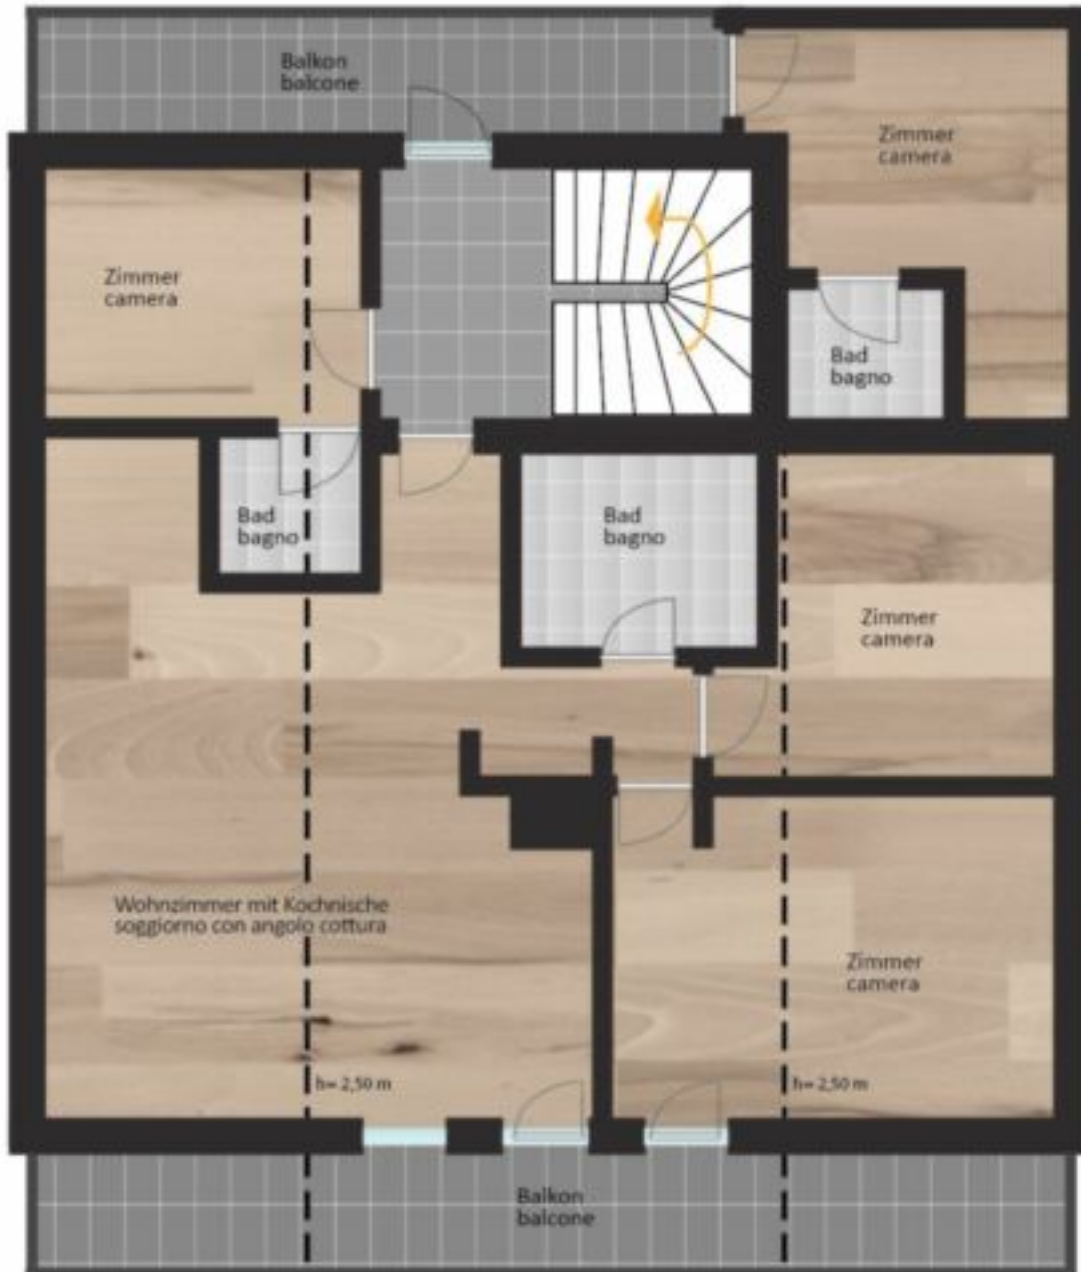 Balkon
balcone
Zimmer
camera
Zimmer
camera
Bad
bagno
Bad
bagno
Bad
bagno
Zimmer
camera
Wohnzimmer mit Kochnische
soggiorno con angolo cottura
Zimmer
camera
h= 2,50 m
h= 2,50 m
Balkon
balcone